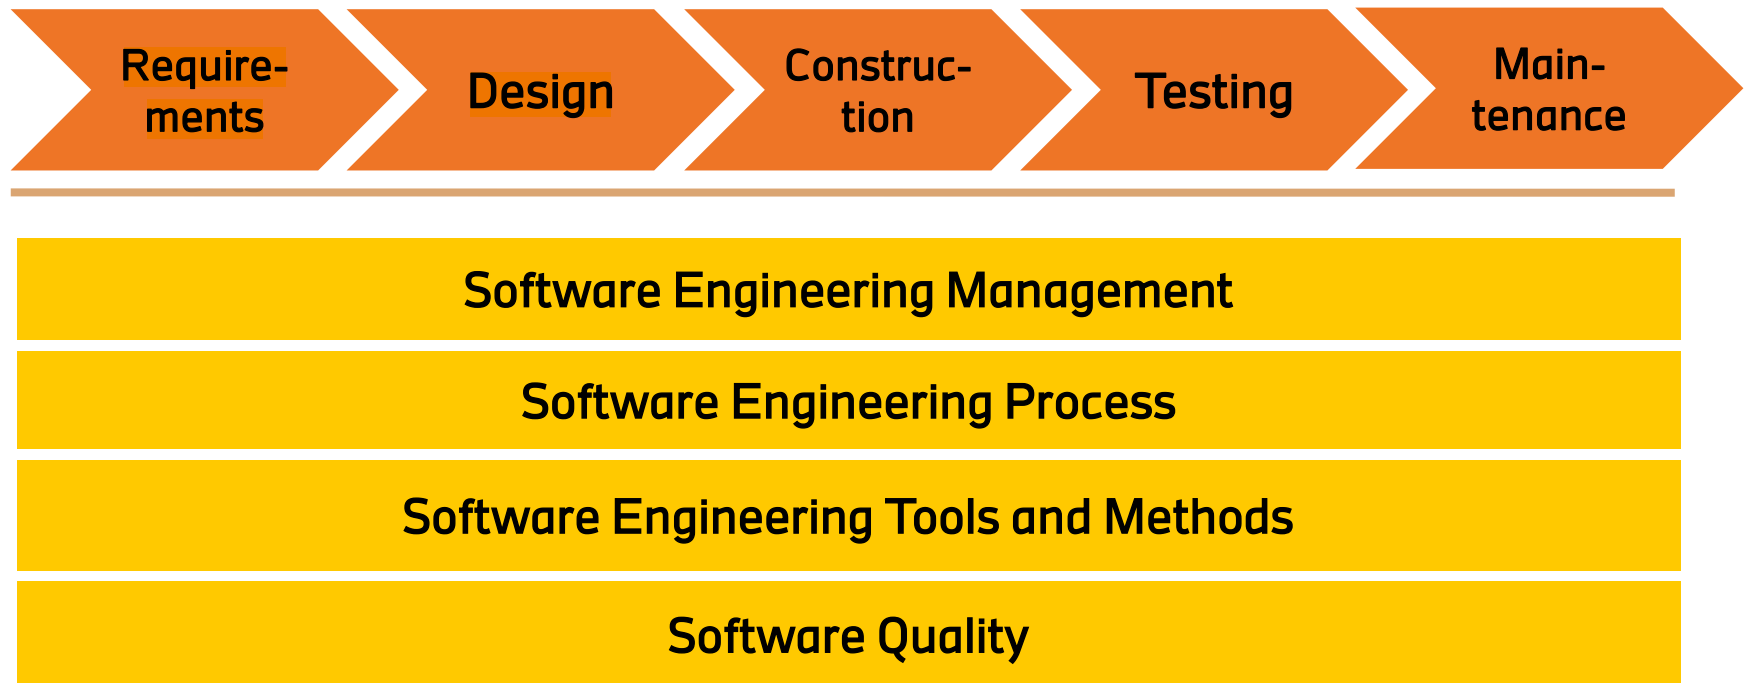 Require-
ments
Design
Construc-
tion
Testing
Main-
tenance
Software Engineering Management
Software Engineering Process
Software Engineering Tools and Methods
Software Quality